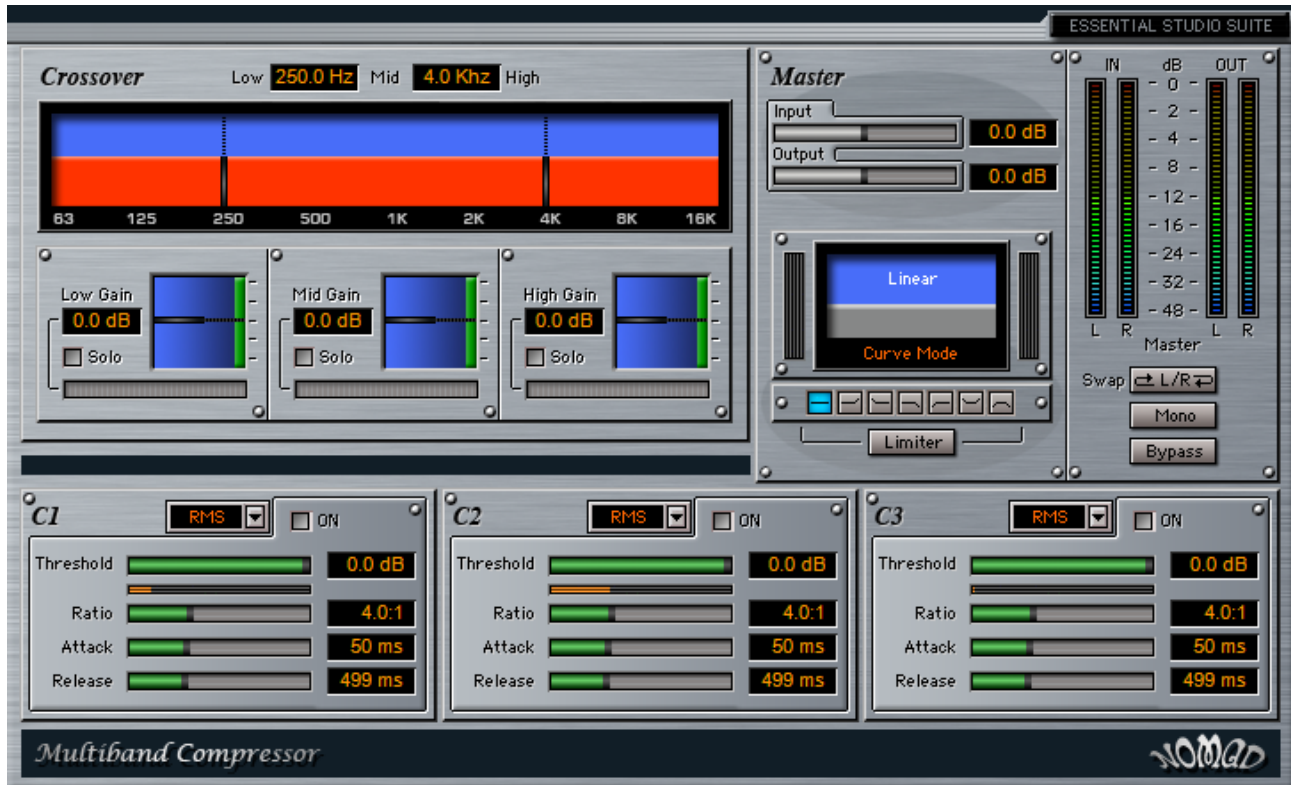 ESSENTIAL STUDIO SUITE
Crossover Low 250.0 Hz Mid 4.0 Khz High
63 125 250 500 1K 2K 4K 8K 16K
Low Gain
0.0 dB
Solo
Mid Gain
0.0 dB
Solo
High Gain
0.0 dB
Solo
Master
Input
0.0 dB
Output
0.0 dB
Linear
Curve Mode
Limiter
IN dB OUT
- 0 -
- 2 -
- 4 -
- 8 -
- 12 -
- 16 -
- 24 -
- 32 -
- 48 -
L R L R
Master
Swap L/R
Mono
Bypass
C1 RMS ON
Threshold 0.0 dB
Ratio 4.0:1
Attack 50 ms
Release 499 ms
C2 RMS ON
Threshold 0.0 dB
Ratio 4.0:1
Attack 50 ms
Release 499 ms
C3 RMS ON
Threshold 0.0 dB
Ratio 4.0:1
Attack 50 ms
Release 499 ms
Multiband Compressor
NOMAD